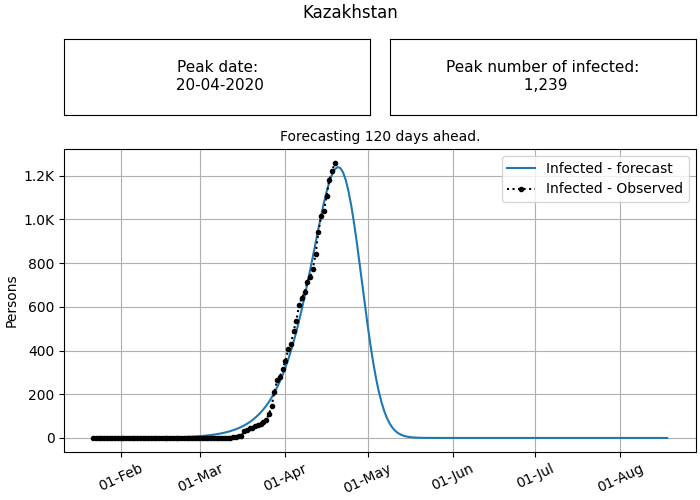 Kazakhstan
Peak date:
20-04-2020
Peak number of infected:
1,239
Forecasting 120 days ahead.
Infected - forecast
Infected - Observed
Persons
1.2K
1.0K
800
600
400
200
0
01-Feb
01-Mar
01-Apr
01-May
01-Jun
01-Jul
01-Aug